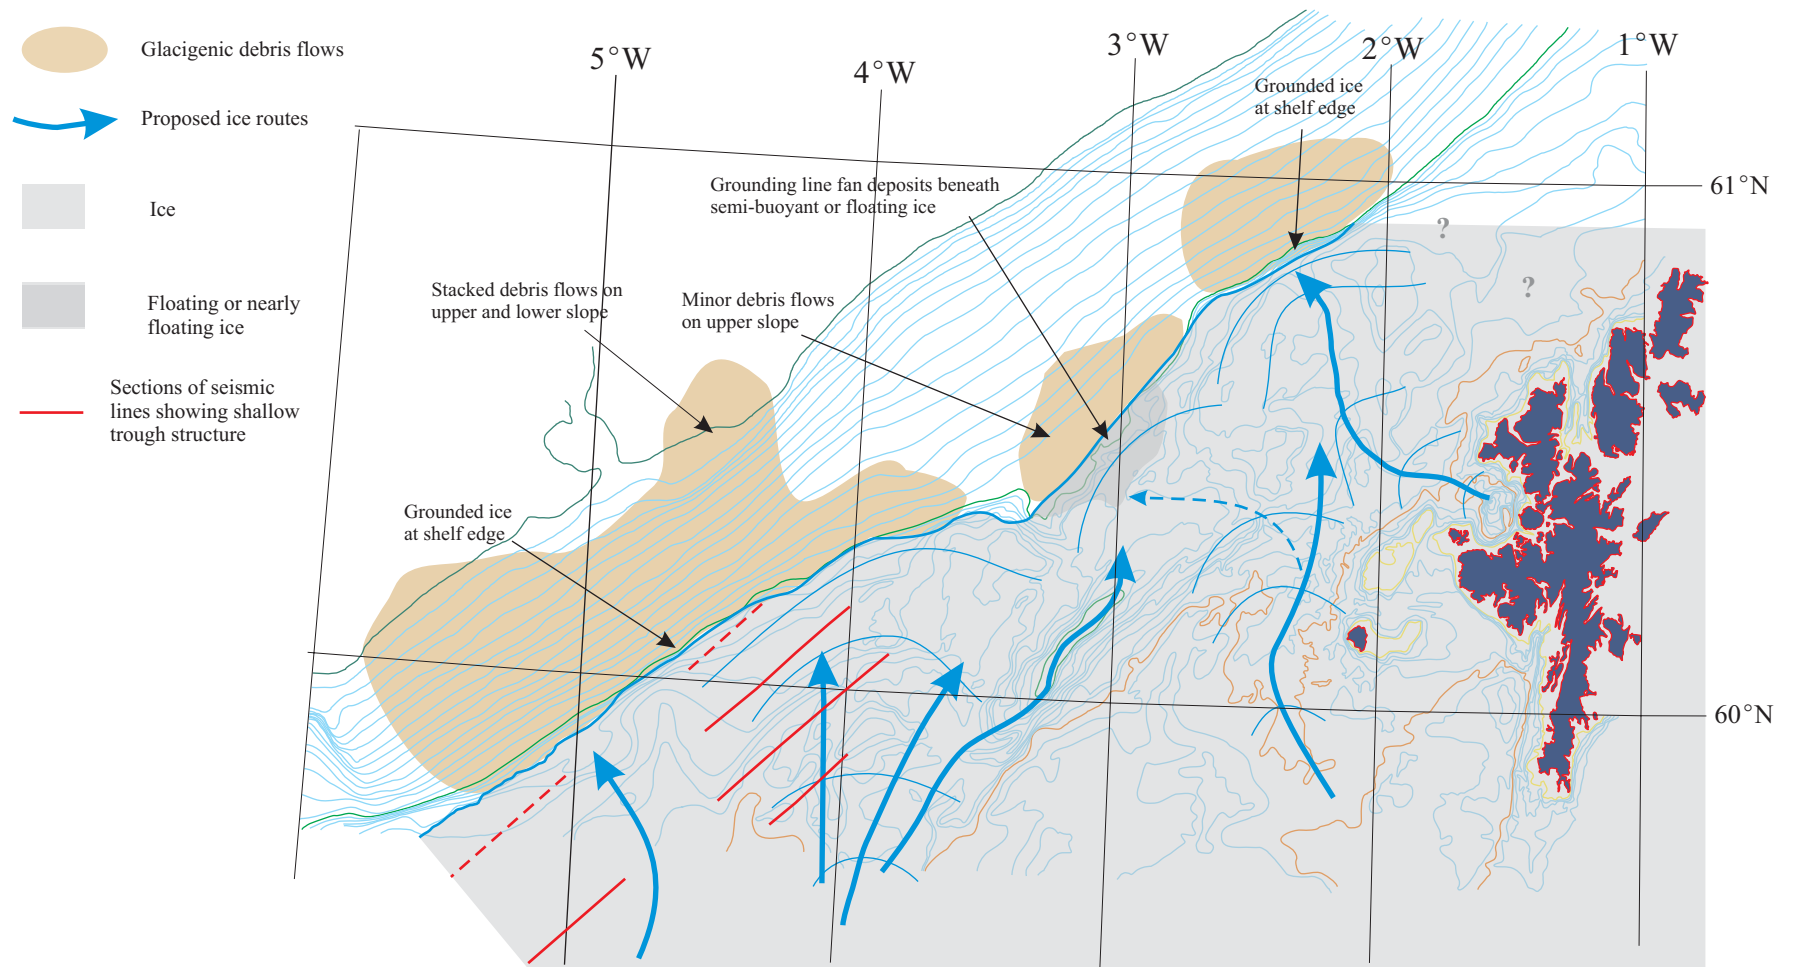 Glacigenic debris flows
Proposed ice routes
Ice
Floating or nearly
floating ice
Sections of seismic
lines showing shallow
trough structure
5°W
4°W
3°W
2°W
1°W
61°N
60°N
Grounded ice
at shelf edge
Grounding line fan deposits beneath
semi-buoyant or floating ice
Stacked debris flows on
upper and lower slope
Minor debris flows
on upper slope
Grounded ice
at shelf edge
?
?